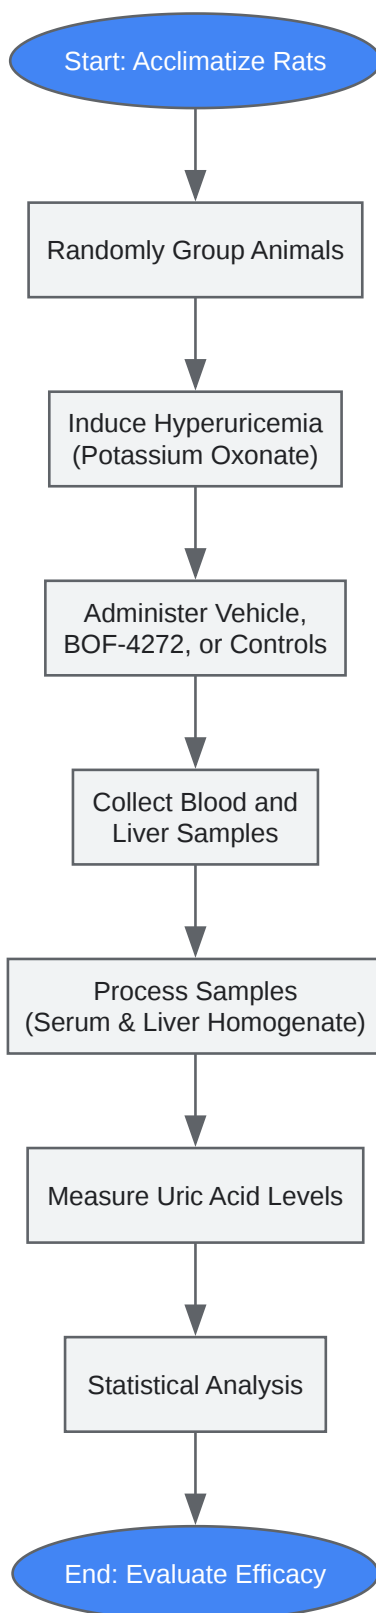 Start: Acclimatize Rats
Randomly Group Animals
Induce Hyperuricemia
(Potassium Oxonate)
Administer Vehicle,
BOF-4272, or Controls
Collect Blood and
Liver Samples
Process Samples
(Serum & Liver Homogenate)
Measure Uric Acid Levels
Statistical Analysis
End: Evaluate Efficacy